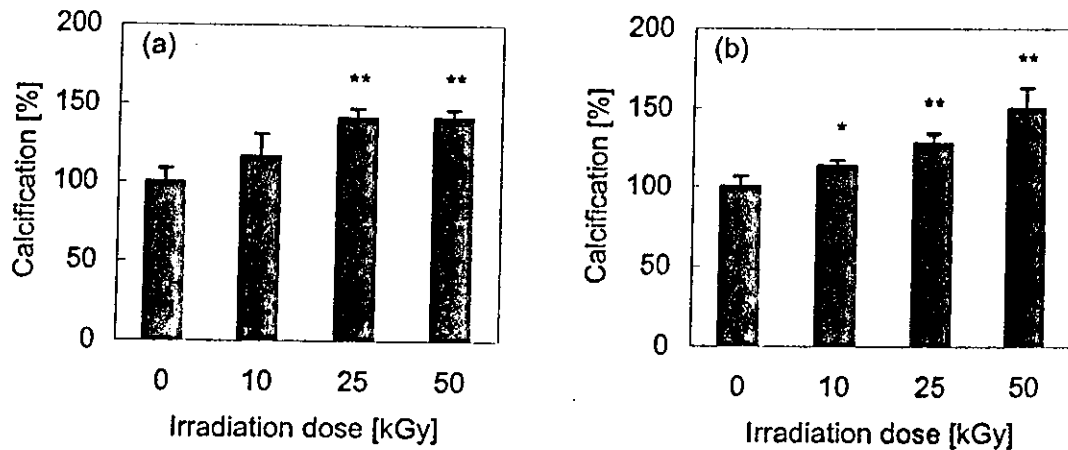 (a)
Calcification [%]
200
150
100
50
0
** **
0 10 25 50
Irradiation dose [kGy]
(b)
Calcification [%]
200
150
100
50
0
* ** **
0 10 25 50
Irradiation dose [kGy]